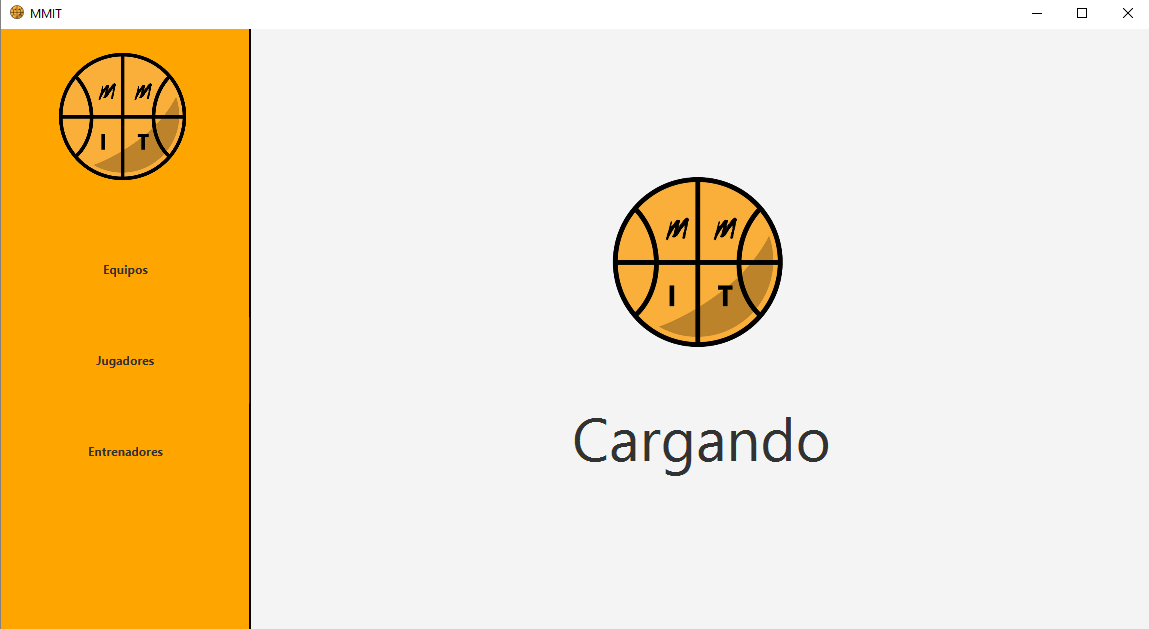 MMIT
M M
I T
Equipos
Jugadores
Entrenadores
M M
I T
Cargando